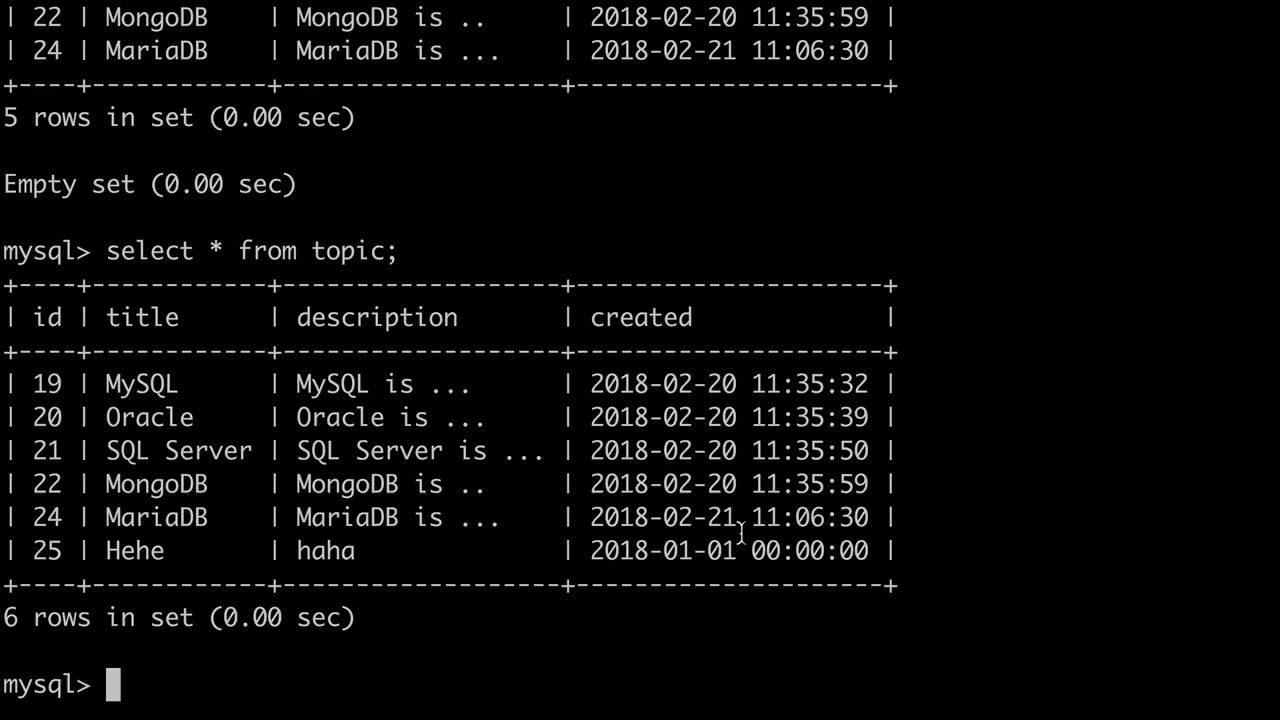 | 22 | MongoDB    | MongoDB is ..     | 2018-02-20 11:35:59 |
| 24 | MariaDB    | MariaDB is ...    | 2018-02-21 11:06:30 |
+----+------------+-------------------+---------------------+
5 rows in set (0.00 sec)
Empty set (0.00 sec)
mysql> select * from topic;
+----+------------+-------------------+---------------------+
| id | title      | description       | created             |
+----+------------+-------------------+---------------------+
| 19 | MySQL      | MySQL is ...      | 2018-02-20 11:35:32 |
| 20 | Oracle     | Oracle is ...     | 2018-02-20 11:35:39 |
| 21 | SQL Server | SQL Server is ... | 2018-02-20 11:35:50 |
| 22 | MongoDB    | MongoDB is ..     | 2018-02-20 11:35:59 |
| 24 | MariaDB    | MariaDB is ...    | 2018-02-21 11:06:30 |
| 25 | Hehe       | haha              | 2018-01-01 00:00:00 |
+----+------------+-------------------+---------------------+
6 rows in set (0.00 sec)
mysql>